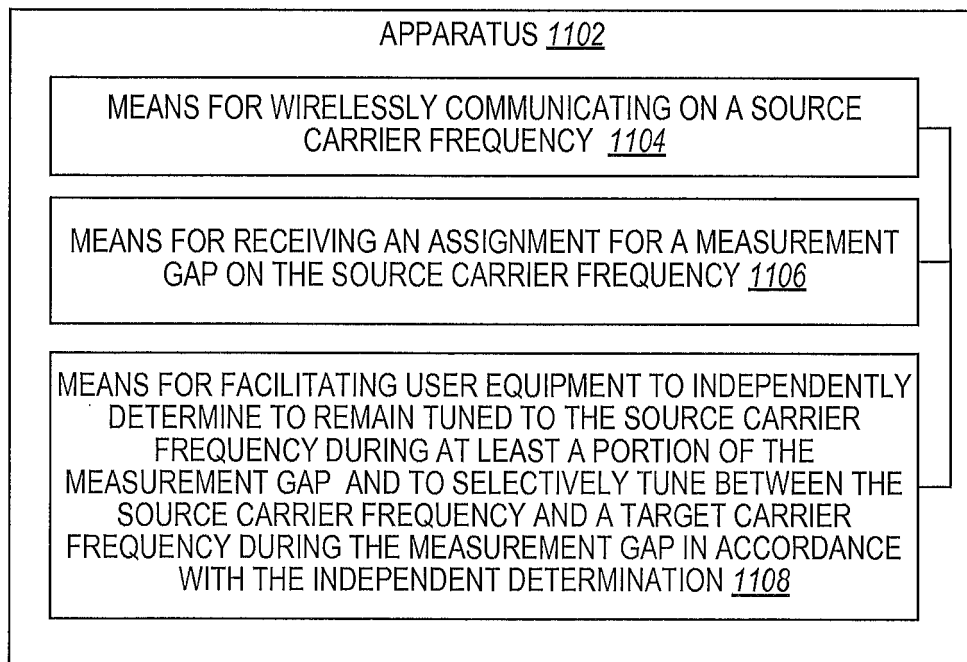 APPARATUS 1102
MEANS FOR WIRELESSLY COMMUNICATING ON A SOURCE
CARRIER FREQUENCY 1104
MEANS FOR RECEIVING AN ASSIGNMENT FOR A MEASUREMENT
GAP ON THE SOURCE CARRIER FREQUENCY 1106
MEANS FOR FACILITATING USER EQUIPMENT TO INDEPENDENTLY
DETERMINE TO REMAIN TUNED TO THE SOURCE CARRIER
FREQUENCY DURING AT LEAST A PORTION OF THE
MEASUREMENT GAP AND TO SELECTIVELY TUNE BETWEEN THE
SOURCE CARRIER FREQUENCY AND A TARGET CARRIER
FREQUENCY DURING THE MEASUREMENT GAP IN ACCORDANCE
WITH THE INDEPENDENT DETERMINATION 1108